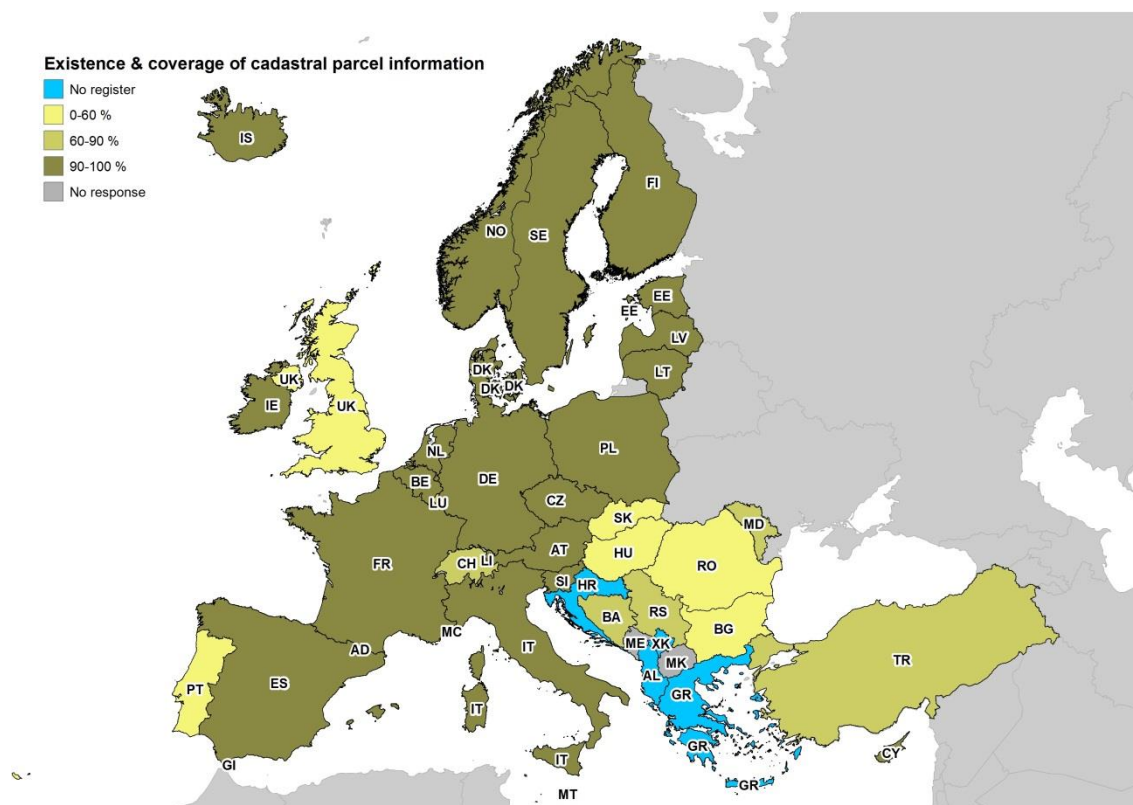 Existence & coverage of cadastral parcel information
No register
0-60 %
60-90 %
90-100 %
No response
IS
FI
NO
SE
EE
EE
LV
LT
DK
DK
DK
UK
IE
UK
NL
PL
BE
DE
LU
CZ
SK
MD
AT
HU
FR
CH
LI
RO
SI
HR
BA
RS
MC
IT
ME
XK
BG
AD
MK
TR
PT
ES
AL
IT
GR
GR
CY
IT
GI
GR
MT